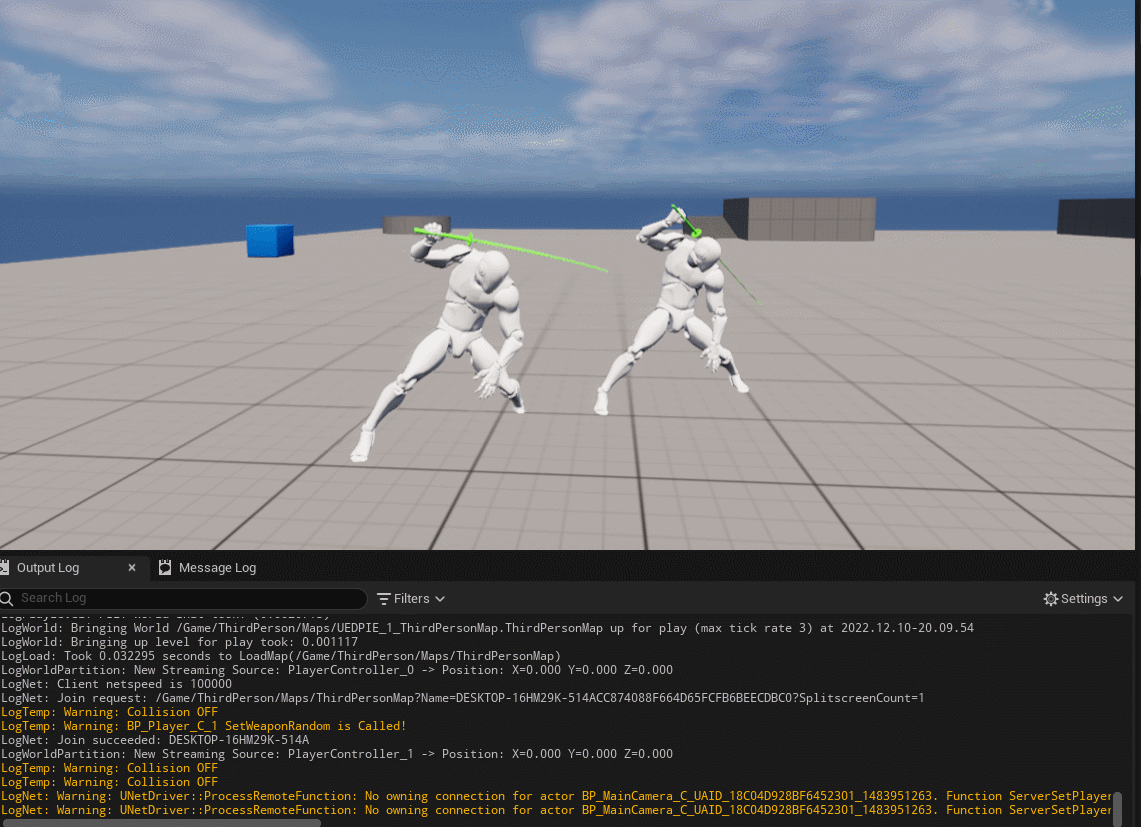 Output Log
Message Log
Search Log
Filters
Settings
LogWorld: Bringing World /Game/ThirdPerson/Maps/UEDPIE_1_ThirdPersonMap.ThirdPersonMap up for play (max tick rate 3) at 2022.12.10-20.09.54
LogWorld: Bringing up level for play took: 0.001117
LogLoad: Took 0.032295 seconds to LoadMap(/Game/ThirdPerson/Maps/ThirdPersonMap)
LogWorldPartition: New Streaming Source: PlayerController_0 -> Position: X=0.000 Y=0.000 Z=0.000
LogNet: Client netspeed is 100000
LogNet: Join request: /Game/ThirdPerson/Maps/ThirdPersonMap?Name=DESKTOP-16HM29K-514ACC874088F664D65FCFB6BEECDBC0?SplitscreenCount=1
LogTemp: Warning: Collision OFF
LogTemp: Warning: BP_Player_C_1 SetWeaponRandom is Called!
LogNet: Join succeeded: DESKTOP-16HM29K-514A
LogWorldPartition: New Streaming Source: PlayerController_1 -> Position: X=0.000 Y=0.000 Z=0.000
LogTemp: Warning: Collision OFF
LogTemp: Warning: Collision OFF
LogNet: Warning: UNetDriver::ProcessRemoteFunction: No owning connection for actor BP_MainCamera_C_UAID_18C04D928BF6452301_1483951263. Function ServerSetPlayer
LogNet: Warning: UNetDriver::ProcessRemoteFunction: No owning connection for actor BP_MainCamera_C_UAID_18C04D928BF6452301_1483951263. Function ServerSetPlayer